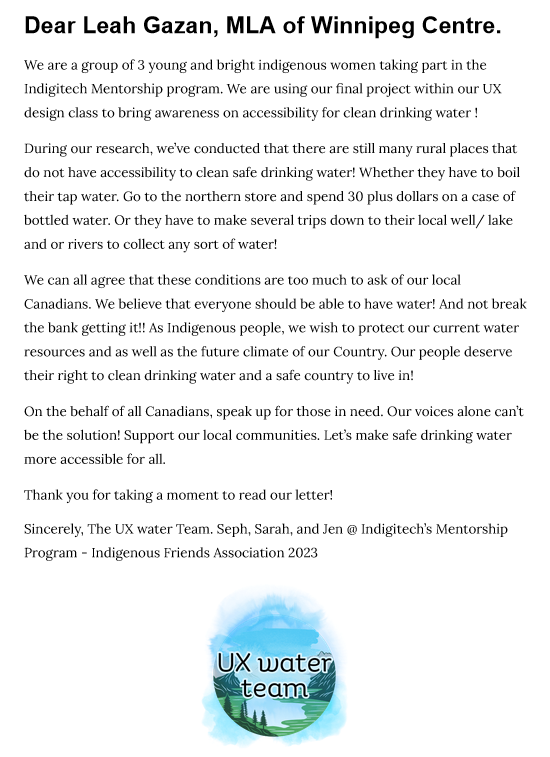 Dear Leah Gazan, MLA of Winnipeg Centre.
We are a group of 3 young and bright indigenous women taking part in the
Indigitech Mentorship program. We are using our final project within our UX
design class to bring awareness on accessibility for clean drinking water !
During our research, we've conducted that there are still many rural places that
do not have accessibility to clean safe drinking water! Whether they have to boil
their tap water. Go to the northern store and spend 30 plus dollars on a case of
bottled water. Or they have to make several trips down to their local well/ lake
and or rivers to collect any sort of water!
We can all agree that these conditions are too much to ask of our local
Canadians. We believe that everyone should be able to have water! And not break
the bank getting it!! As Indigenous people, we wish to protect our current water
resources and as well as the future climate of our Country. Our people deserve
their right to clean drinking water and a safe country to live in!
On the behalf of all Canadians, speak up for those in need. Our voices alone can't
be the solution! Support our local communities. Let's make safe drinking water
more accessible for all.
Thank you for taking a moment to read our letter!
Sincerely, The UX water Team. Seph, Sarah, and Jen @ Indigitech's Mentorship
Program - Indigenous Friends Association 2023
UX water
team